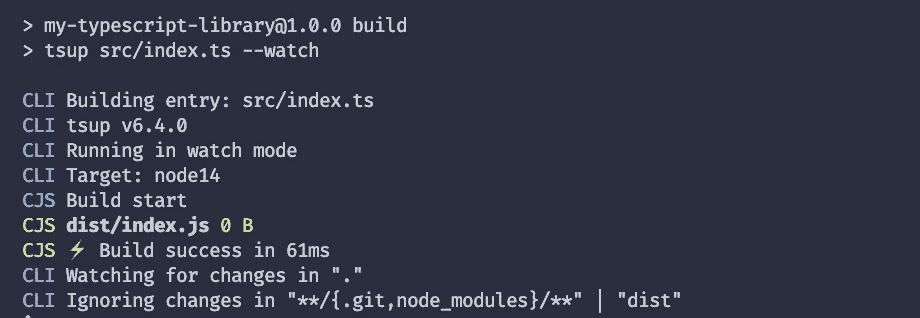 > my-typescript-library@1.0.0 build
> tsup src/index.ts --watch
CLI Building entry: src/index.ts
CLI tsup v6.4.0
CLI Running in watch mode
CLI Target: node14
CJS Build start
CJS dist/index.js 0 B
CJS ⚡ Build success in 61ms
CLI Watching for changes in "."
CLI Ignoring changes in "**/{.git,node_modules}/**" | "dist"